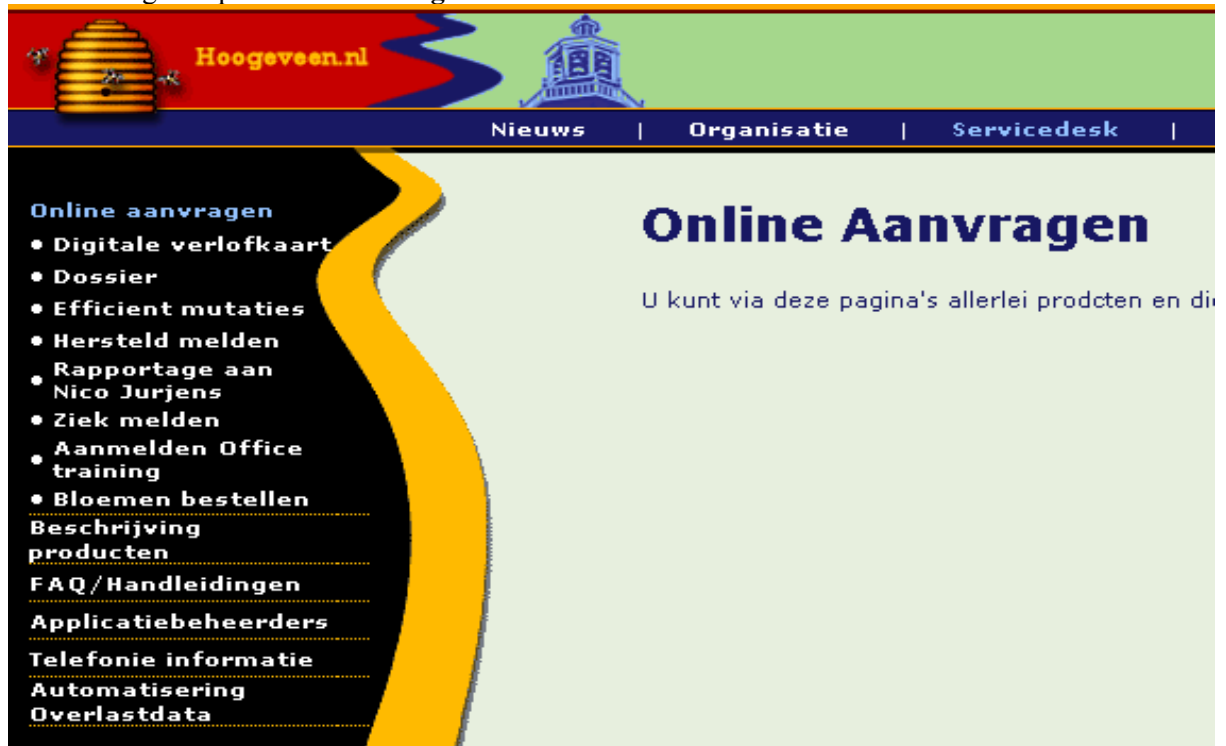 Hoogeveen.nl
Nieuws | Organisatie | Servicedesk |
Online aanvragen
• Digitale verlofkaart
• Dossier
• Efficient mutaties
• Hersteld melden
• Rapportage aan
Nico Jurjens
• Ziek melden
• Aanmelden Office
training
• Bloemen bestellen
Beschrijving
producten
FAQ/Handleidingen
Applicatiebeheerders
Telefonie informatie
Automatisering
Overlastdata
Online Aanvragen
U kunt via deze pagina's allerlei prodcten en di